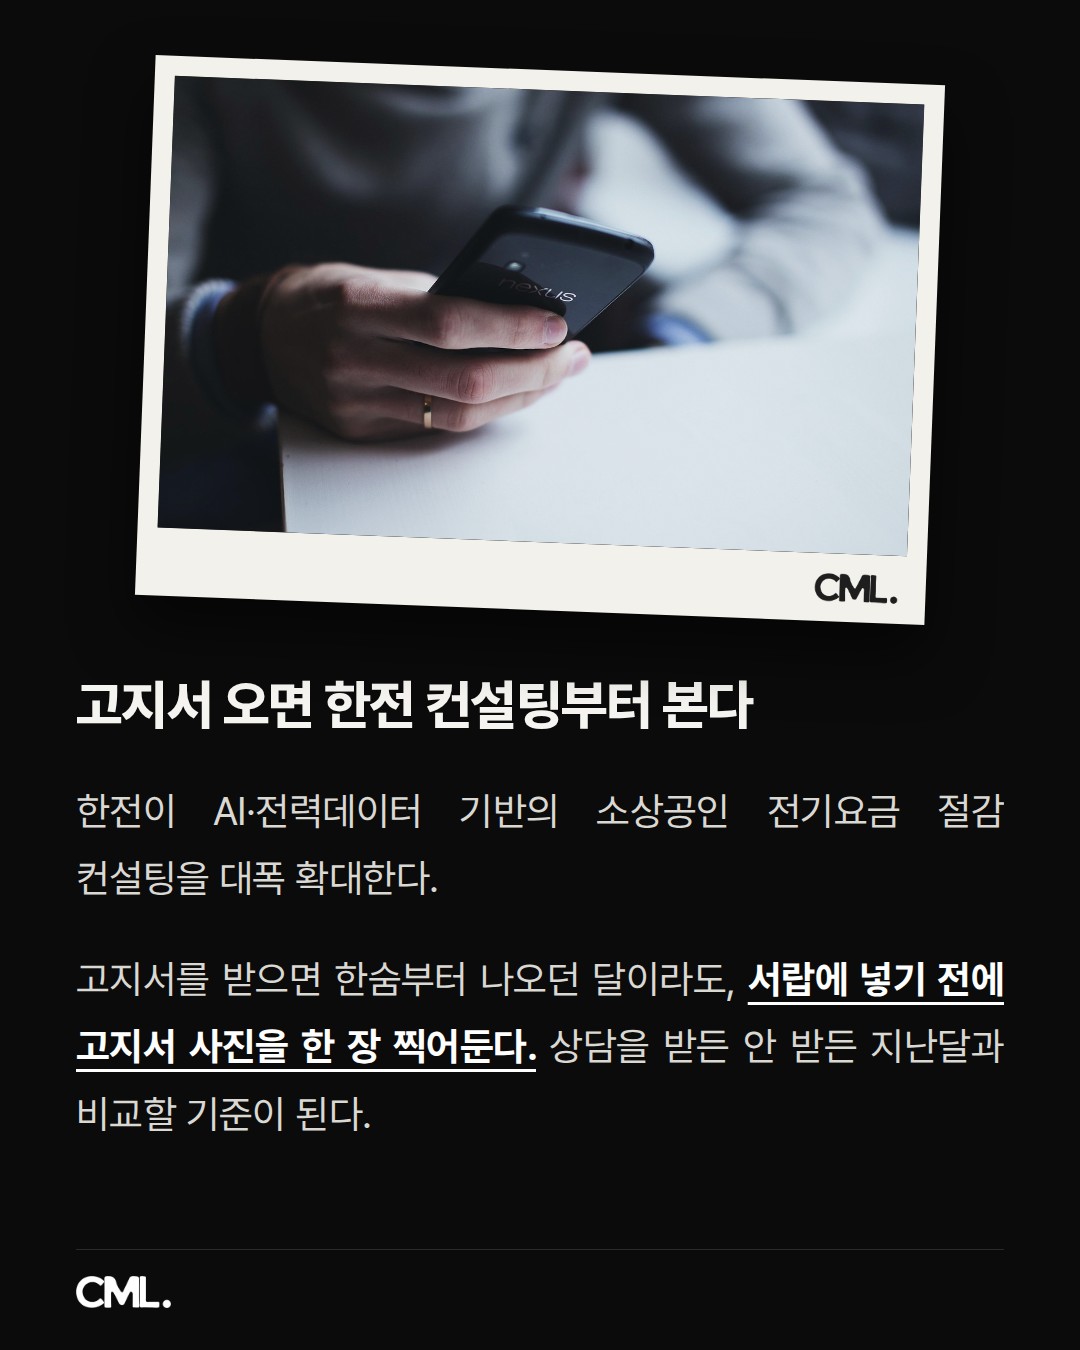 nexus
CML.
고지서 오면 한전 컨설팅부터 본다
한전이 AI·전력데이터 기반의 소상공인 전기요금 절감
컨설팅을 대폭 확대한다.
고지서를 받으면 한숨부터 나오던 달이라도, 서랍에 넣기 전에
고지서 사진을 한 장 찍어둔다. 상담을 받든 안 받든 지난달과
비교할 기준이 된다.
CML.